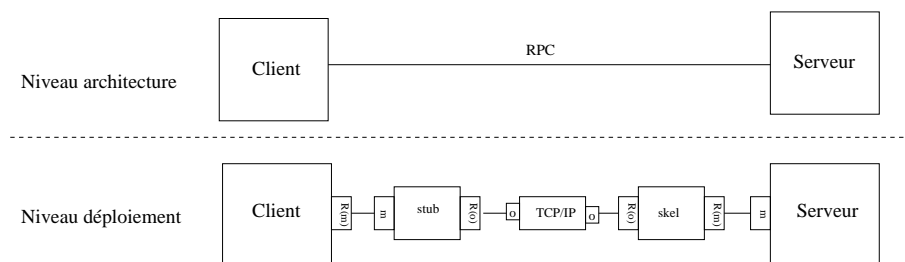 Niveau architecture
Client
RPC
Serveur
Niveau déploiement
Client
R(m)
m
stub
R(o)
o
TCP/IP
o
R(o)
skel
R(m)
m
Serveur